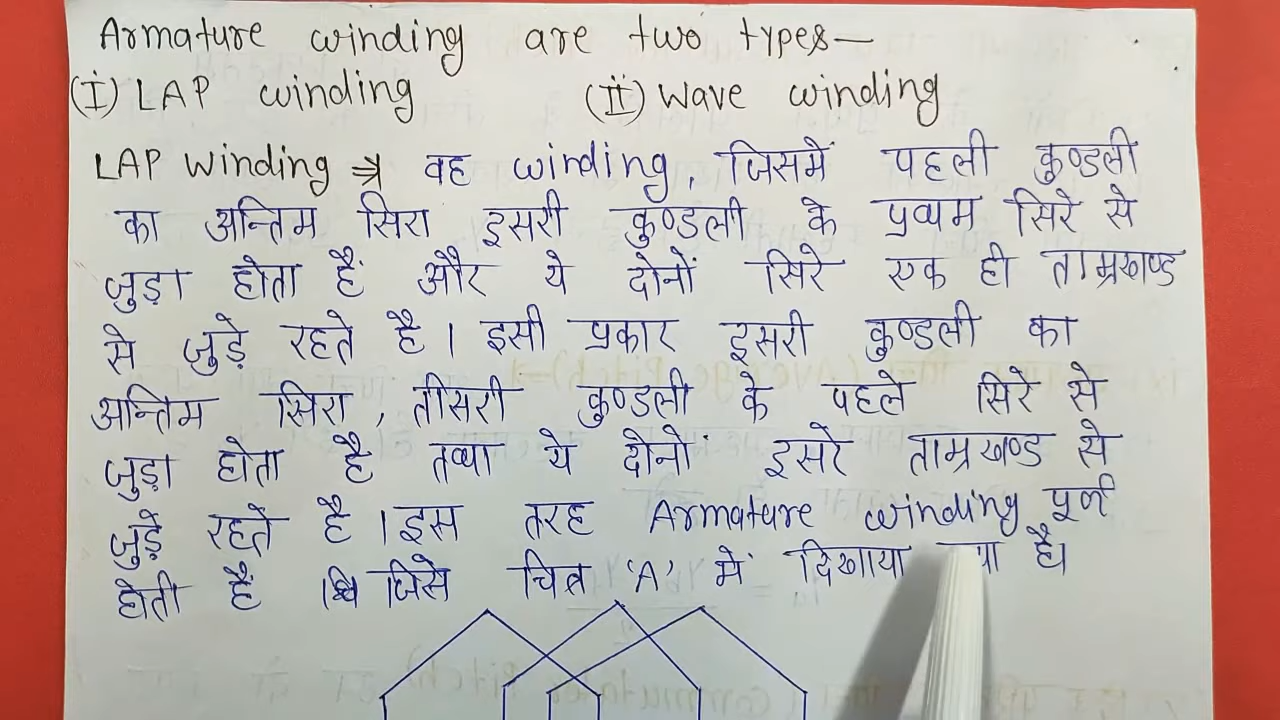 Armature winding are two types—
(I) LAP winding (II) Wave winding
LAP winding ⇒ वह winding, जिसमें पहली कुण्डली
का अन्तिम सिरा दूसरी कुण्डली के प्रथम सिरे से
जुड़ा होता हैं और ये दोनों सिरे एक ही ताम्रखण्ड
से जुड़े रहते है। इसी प्रकार दूसरी कुण्डली का
अन्तिम सिरा, तीसरी कुण्डली के पहले सिरे से
जुड़ा होता है तथा ये दोनों दूसरे ताम्रखण्ड से
जुड़े रहते है। इस तरह Armature winding पूर्ण
होती हैं जिसे चित्र 'A' में दिखाया है।